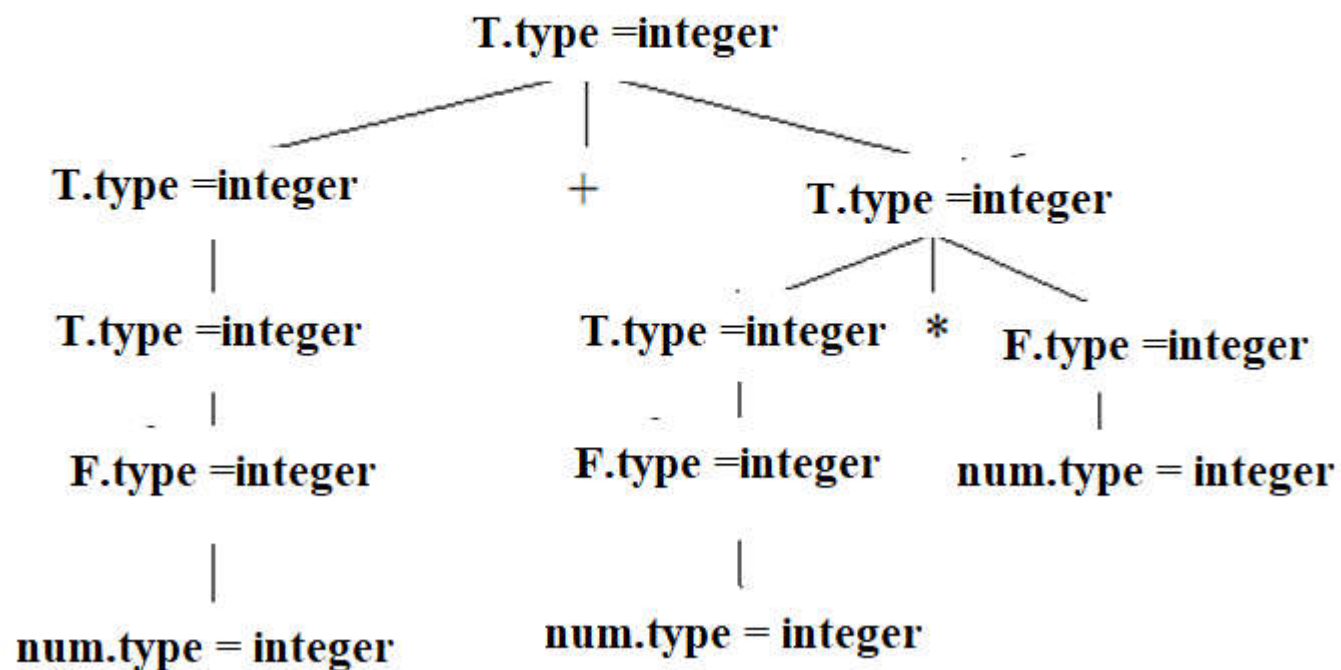 T.type =integer
T.type =integer + T.type =integer
T.type =integer T.type =integer * F.type =integer
F.type =integer F.type =integer num.type = integer
num.type = integer num.type = integer